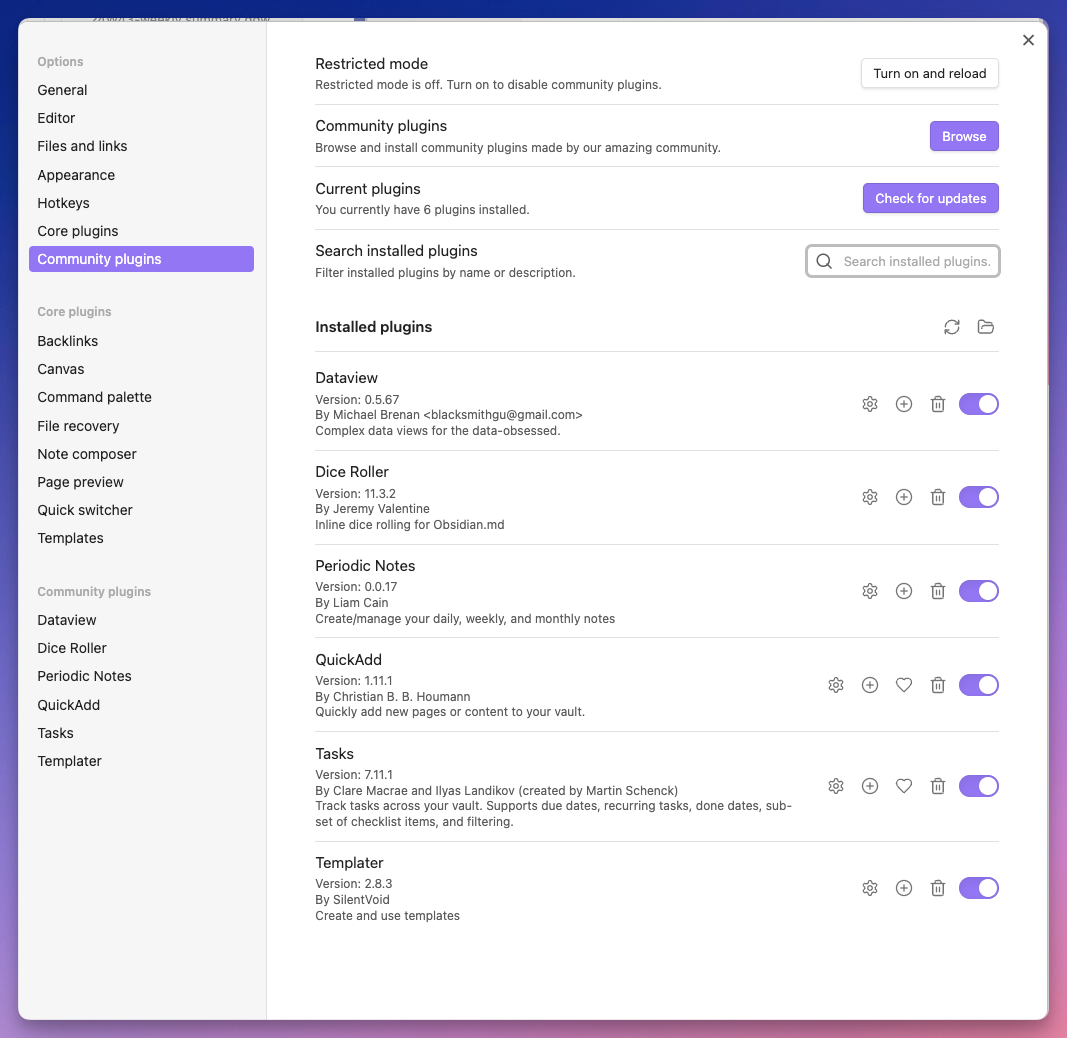 Options
General
Editor
Files and links
Appearance
Hotkeys
Core plugins
Community plugins
Core plugins
Backlinks
Canvas
Command palette
File recovery
Note composer
Page preview
Quick switcher
Templates
Community plugins
Dataview
Dice Roller
Periodic Notes
QuickAdd
Tasks
Templater
Restricted mode
Restricted mode is off. Turn on to disable community plugins.
Turn on and reload
Community plugins
Browse and install community plugins made by our amazing community.
Browse
Current plugins
You currently have 6 plugins installed.
Check for updates
Search installed plugins
Filter installed plugins by name or description.
Search installed plugins.
Installed plugins
Dataview
Version: 0.5.67
By Michael Brenan <blacksmithgu@gmail.com>
Complex data views for the data-obsessed.
Dice Roller
Version: 11.3.2
By Jeremy Valentine
Inline dice rolling for Obsidian.md
Periodic Notes
Version: 0.0.17
By Liam Cain
Create/manage your daily, weekly, and monthly notes
QuickAdd
Version: 1.11.1
By Christian B. B. Houmann
Quickly add new pages or content to your vault.
Tasks
Version: 7.11.1
By Clare Macrae and Ilyas Landikov (created by Martin Schenck)
Track tasks across your vault. Supports due dates, recurring tasks, done dates, sub-
set of checklist items, and filtering.
Templater
Version: 2.8.3
By SilentVoid
Create and use templates